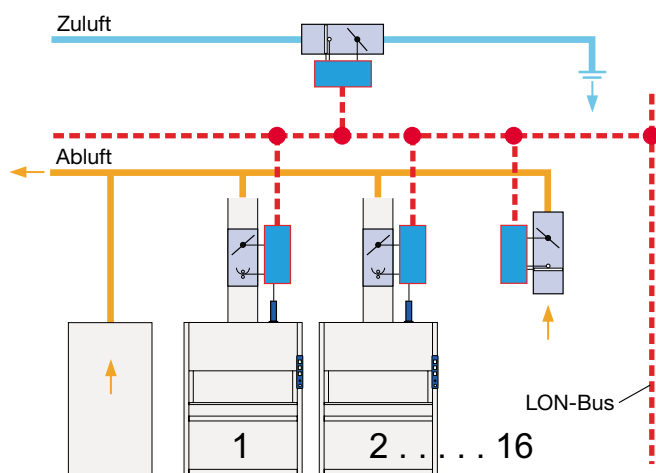 Zuluft
Abluft
LON-Bus
1
2 . . . . . 16